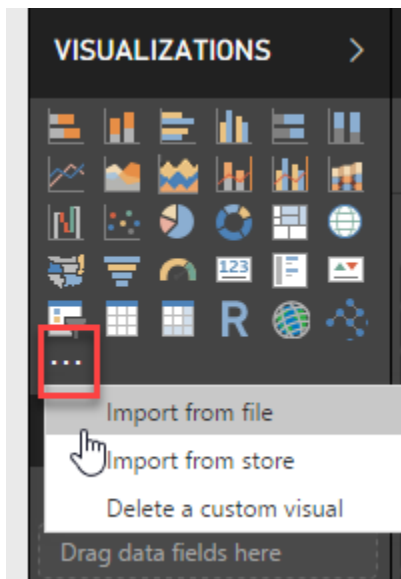 VISUALIZATIONS
123
R
...
Import from file
Import from store
Delete a custom visual
Drag data fields here